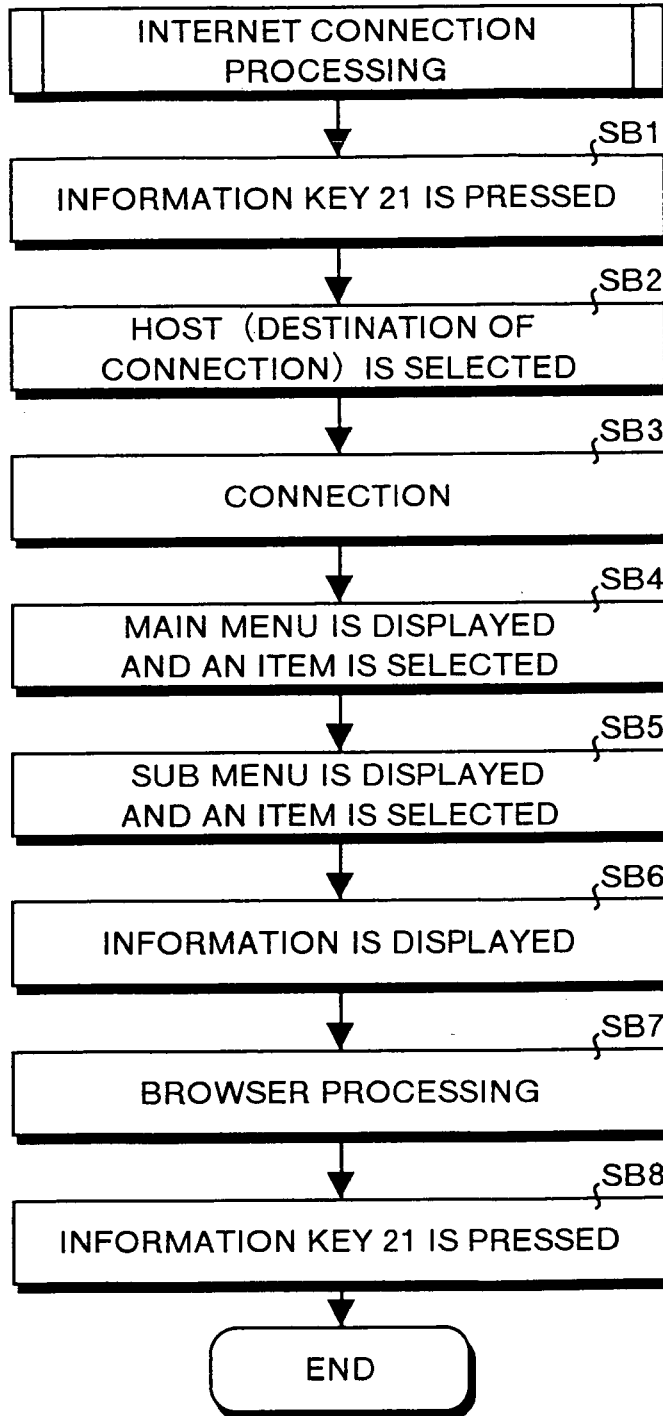 INTERNET CONNECTION
PROCESSING
SB1
INFORMATION KEY 21 IS PRESSED
SB2
HOST (DESTINATION OF
CONNECTION) IS SELECTED
SB3
CONNECTION
SB4
MAIN MENU IS DISPLAYED
AND AN ITEM IS SELECTED
SB5
SUB MENU IS DISPLAYED
AND AN ITEM IS SELECTED
SB6
INFORMATION IS DISPLAYED
SB7
BROWSER PROCESSING
SB8
INFORMATION KEY 21 IS PRESSED
END